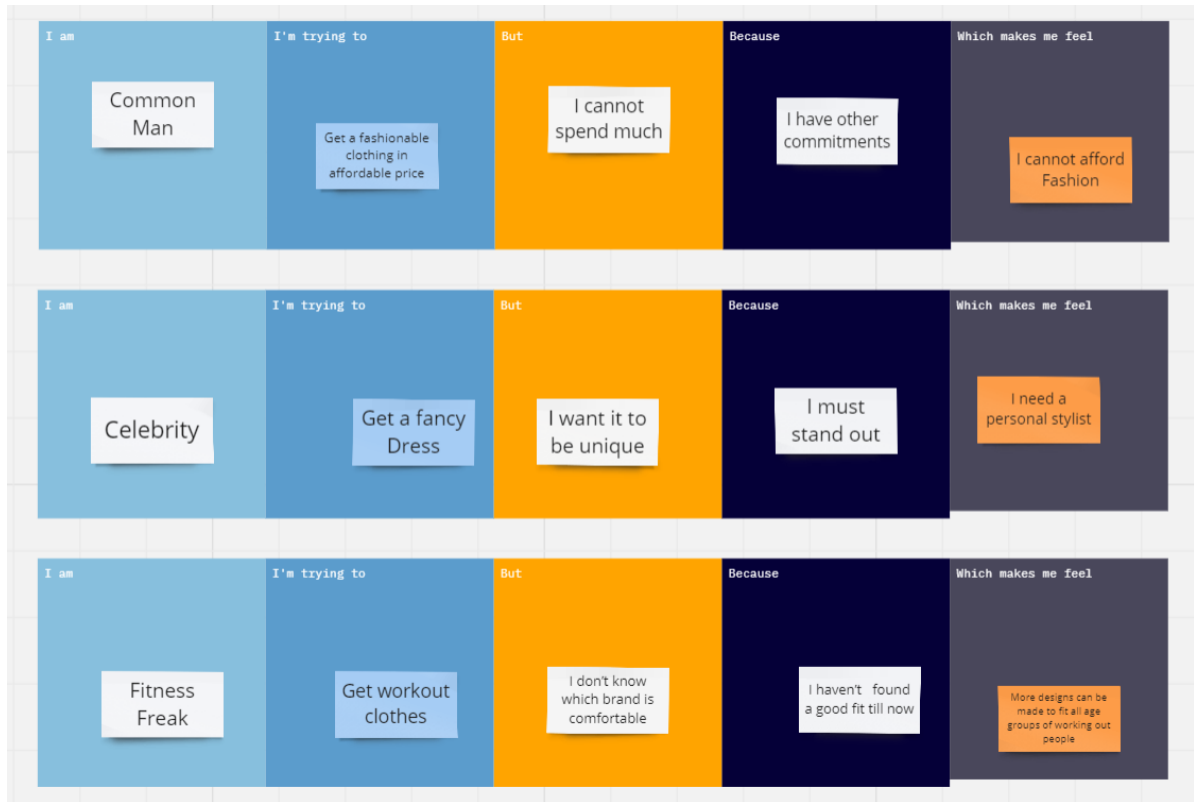 I am
I'm trying to
But
Because
Which makes me feel
Common
Man
Get a fashionable
clothing in
affordable price
I cannot
spend much
I have other
commitments
I cannot afford
Fashion
I am
I'm trying to
But
Because
Which makes me feel
Celebrity
Get a fancy
Dress
I want it to
be unique
I must
stand out
I need a
personal stylist
I am
I'm trying to
But
Because
Which makes me feel
Fitness
Freak
Get workout
clothes
I don't know
which brand is
comfortable
I haven't found
a good fit till now
More designs can be
made to fit all age
groups of working out
people